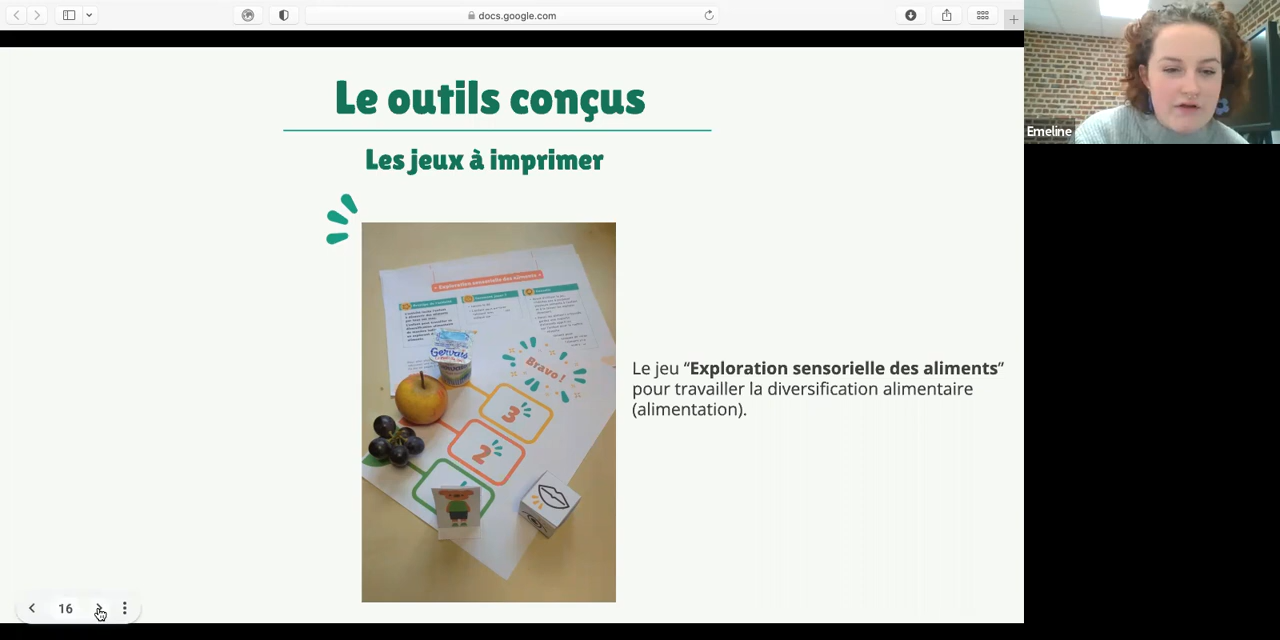 docs.google.com
Emeline
Le outils conçus
Les jeux à imprimer
Exploration sensorielle des aliments
Gervais
Bravo !
3
2
Le jeu “Exploration sensorielle des aliments”
pour travailler la diversification alimentaire
(alimentation).
16